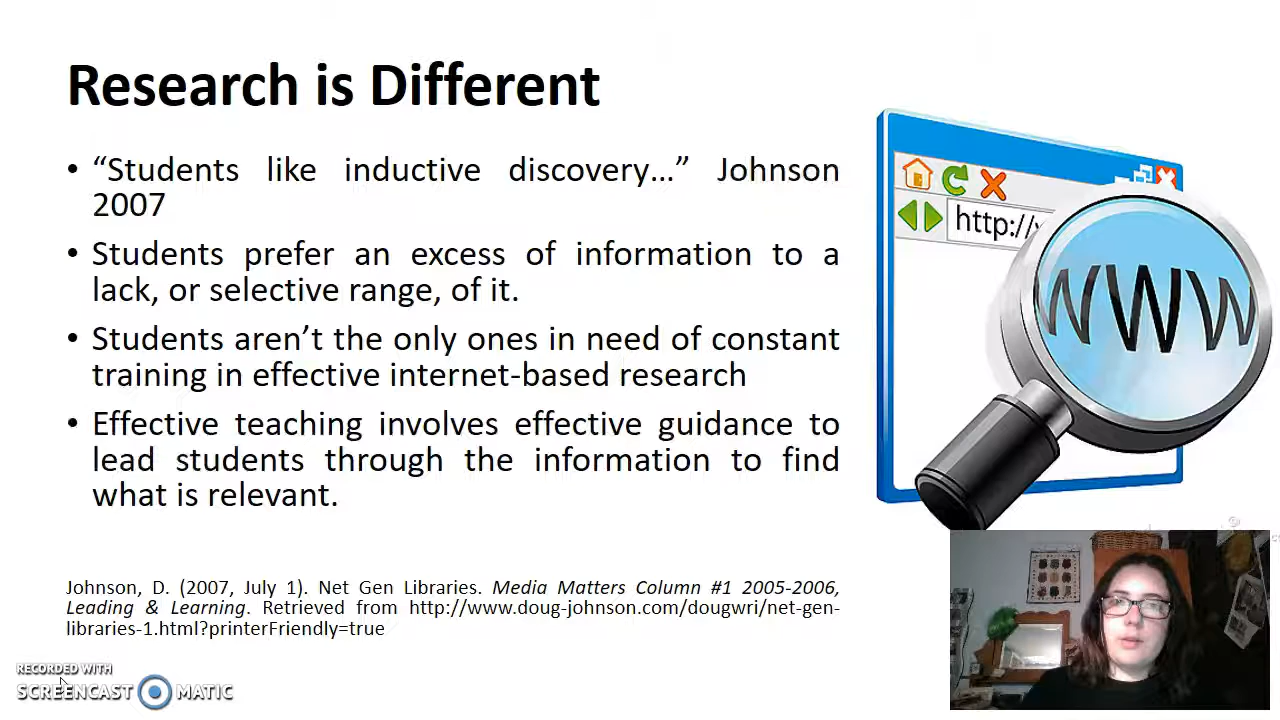 Research is Different
• “Students like inductive discovery…” Johnson
2007
• Students prefer an excess of information to a
lack, or selective range, of it.
• Students aren’t the only ones in need of constant
training in effective internet-based research
• Effective teaching involves effective guidance to
lead students through the information to find
what is relevant.
http://
WWW
Johnson, D. (2007, July 1). Net Gen Libraries. Media Matters Column #1 2005-2006,
Leading & Learning. Retrieved from http://www.doug-johnson.com/dougwri/net-gen-
libraries-1.html?printerFriendly=true
RECORDED WITH
SCREENCAST MATIC